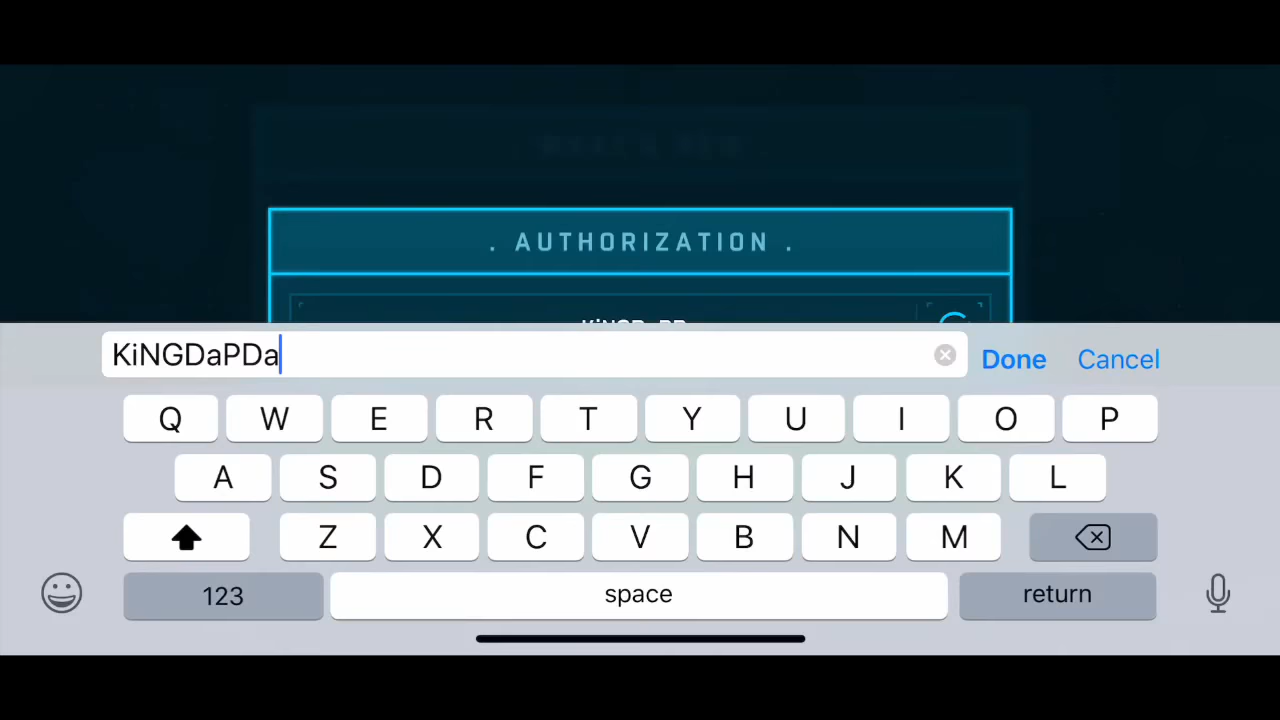 . AUTHORIZATION .
KiNGDaPDa
Done
Cancel
Q W E R T Y U I O P
A S D F G H J K L
Z X C V B N M
123
space
return